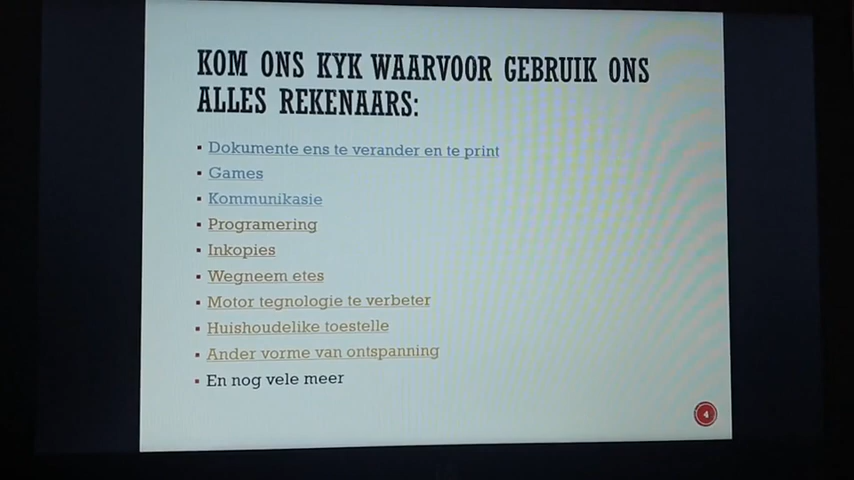 KOM ONS KYK WAARVOOR GEBRUIK ONS
ALLES REKENAARS:
▪ Dokumente ens te verander en te print
▪ Games
▪ Kommunikasie
▪ Programering
▪ Inkopies
▪ Wegneem etes
▪ Motor tegnologie te verbeter
▪ Huishoudelike toestelle
▪ Ander vorme van ontspanning
▪ En nog vele meer
4